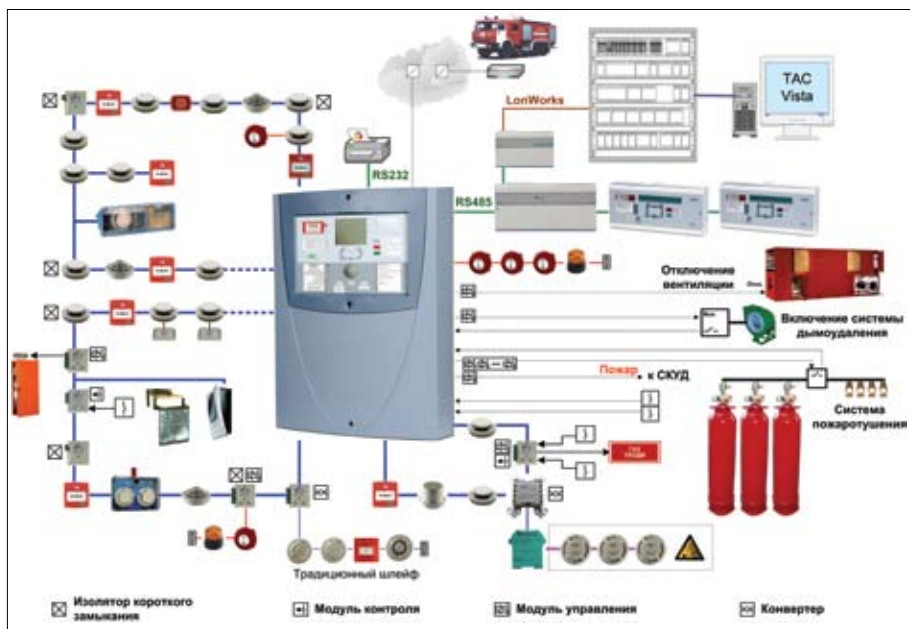 TAC
Vista
LonWorks
RS232
RS485
Отключение
вентиляции
Включение системы
дымоудаления
Пожар
к СКУД
Система
пожаротушения
Традиционный шлейф
Изолятор короткого
замыкания
Модуль контроля
Модуль управления
Конвертер